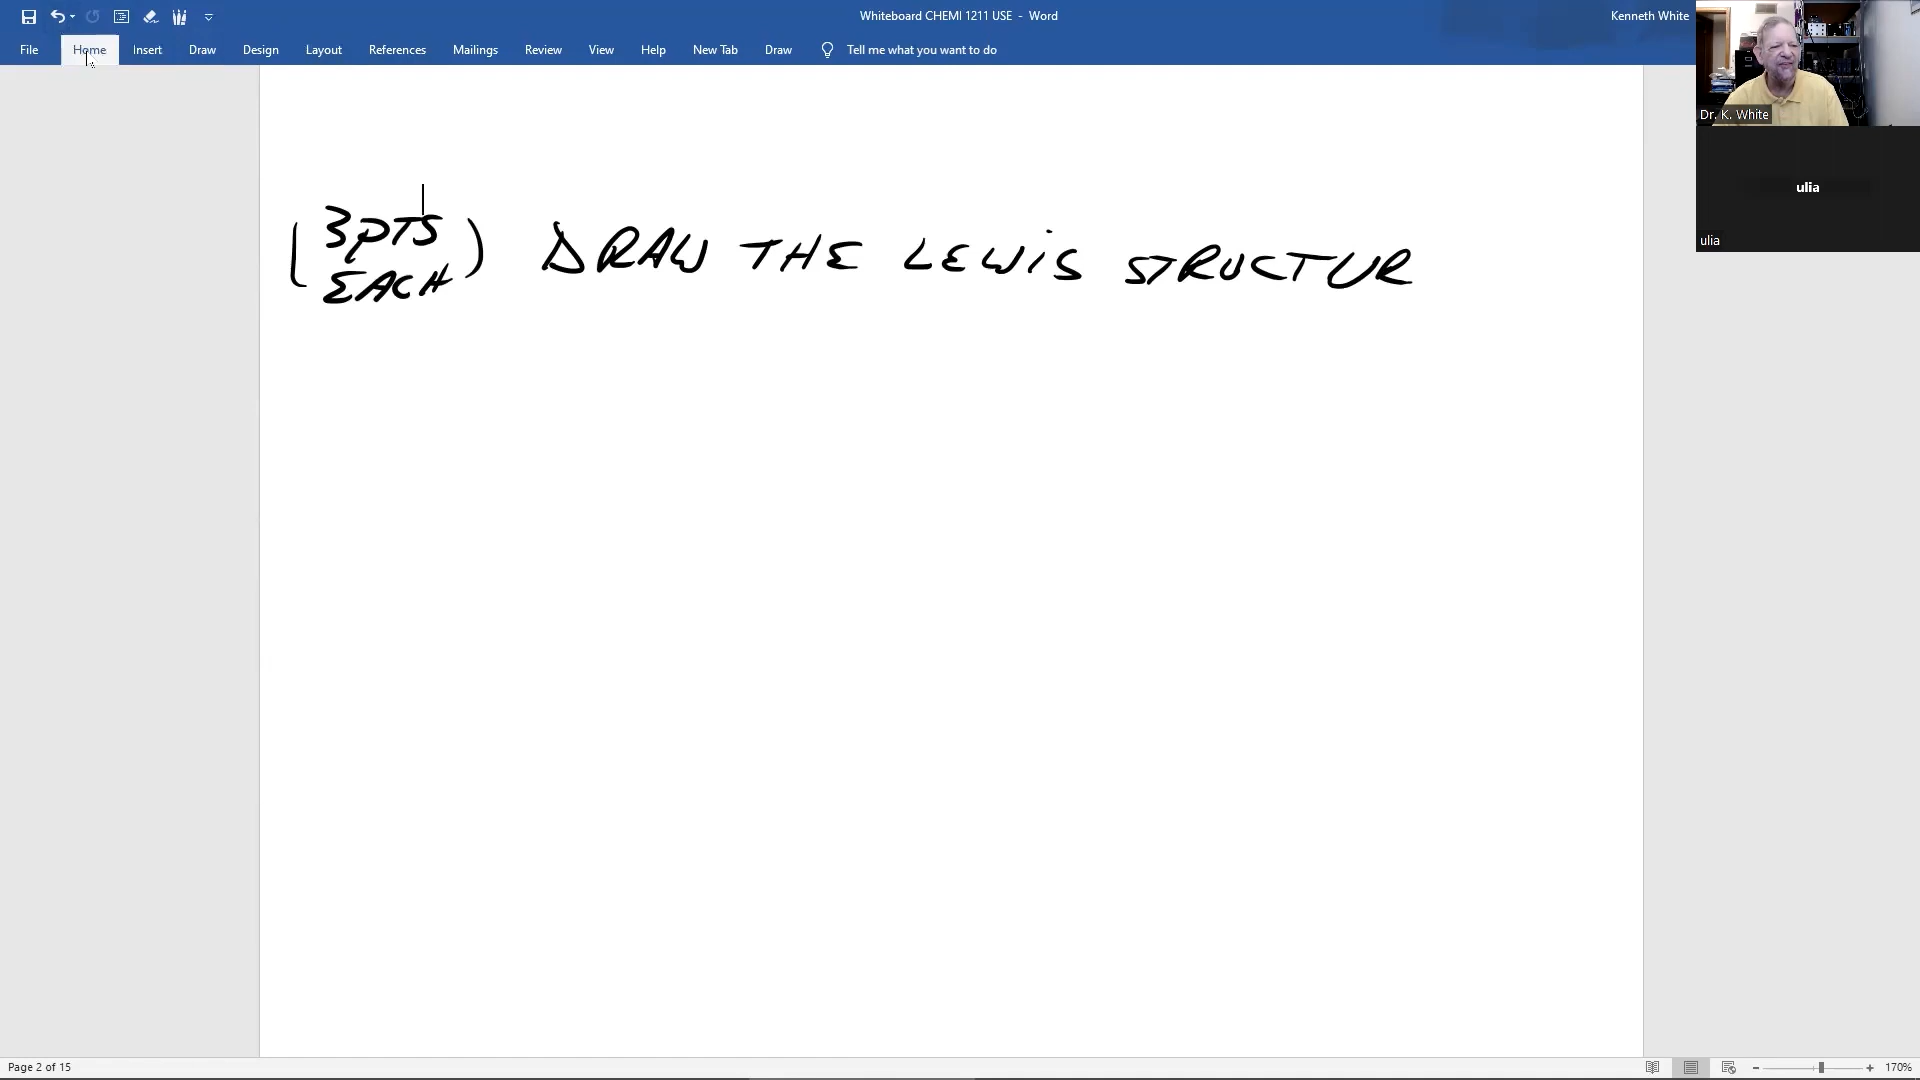 Whiteboard CHEMI 1211 USE - Word
Kenneth White
File Home Insert Draw Design Layout References Mailings Review View Help New Tab Draw Tell me what you want to do
Dr. K. White
ulia
ulia
(3PTS EACH) DRAW THE LEWIS STRUCTUR
Page 2 of 15
170%